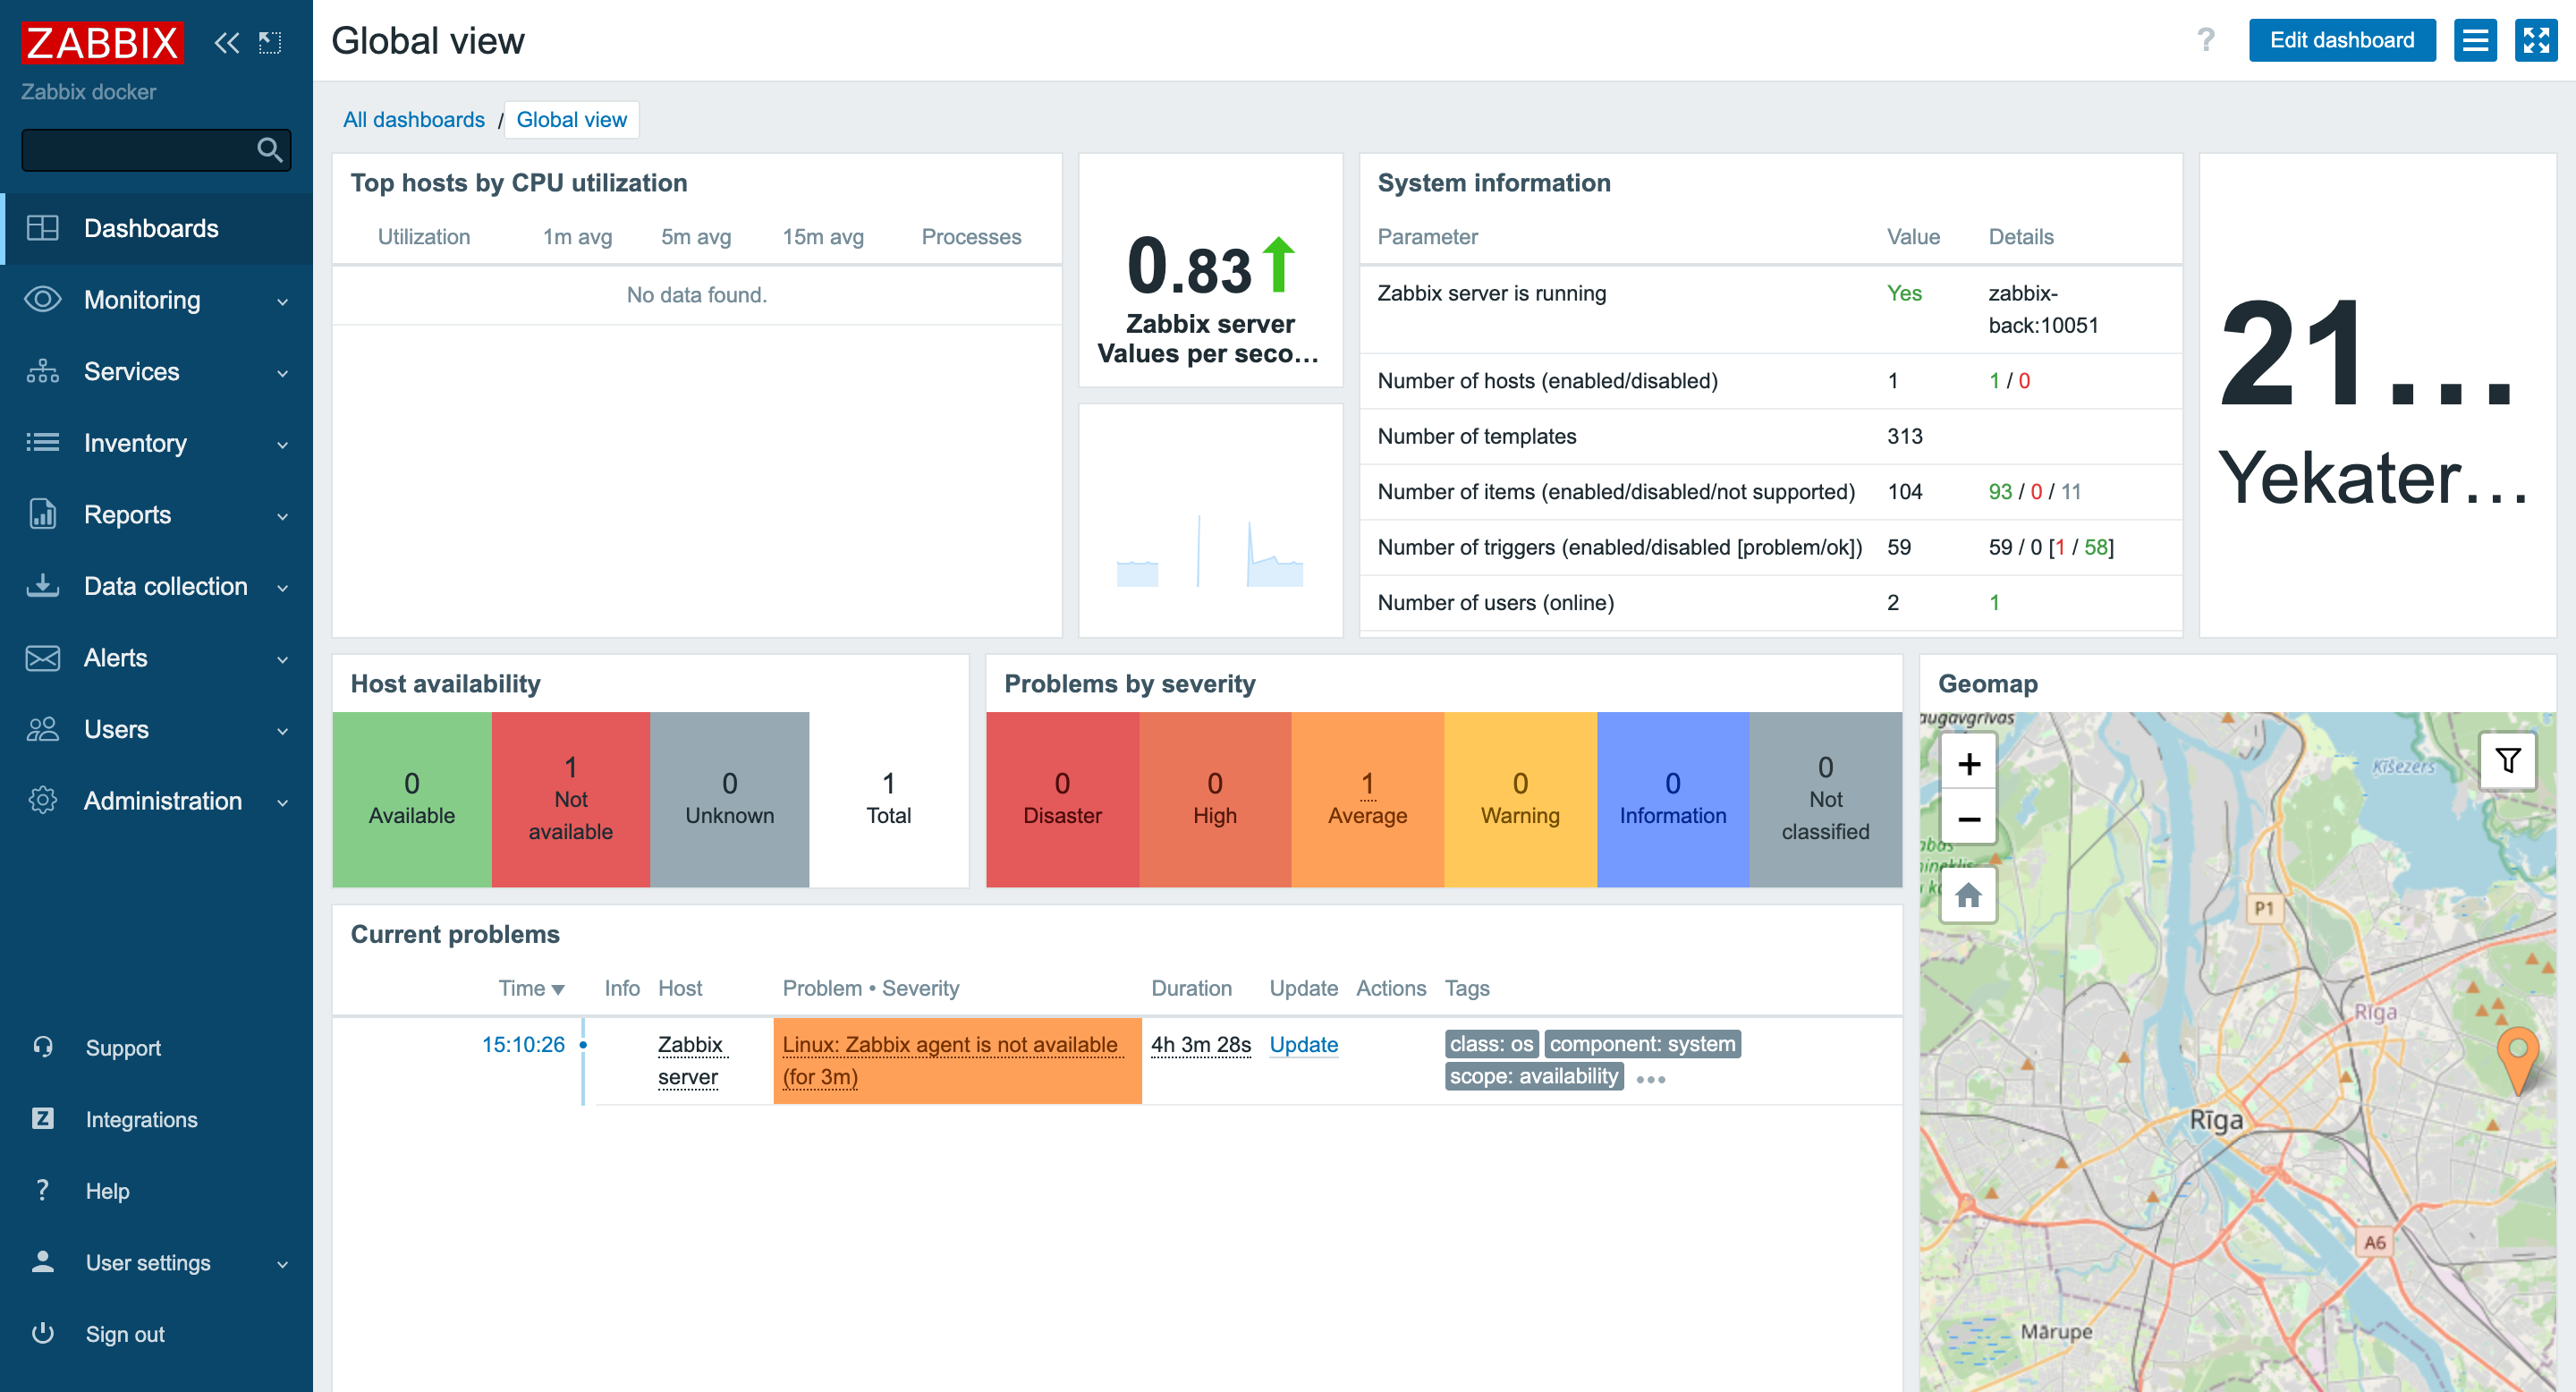 ZABBIX
Zabbix docker
Dashboards
Monitoring
Services
Inventory
Reports
Data collection
Alerts
Users
Administration
Support
Integrations
? Help
User settings
Sign out
Global view
? Edit dashboard
All dashboards / Global view
Top hosts by CPU utilization
Utilization 1m avg 5m avg 15m avg Processes
No data found.
0.83
Zabbix server
Values per seco...
System information
Parameter Value Details
Zabbix server is running Yes zabbix-
back:10051
Number of hosts (enabled/disabled) 1 1 / 0
Number of templates 313
Number of items (enabled/disabled/not supported) 104 93 / 0 / 11
Number of triggers (enabled/disabled [problem/ok]) 59 59 / 0 [1 / 58]
Number of users (online) 2 1
21...
Yekater...
Host availability
0
Available
1
Not
available
0
Unknown
1
Total
Problems by severity
0
Disaster
0
High
1
Average
0
Warning
0
Information
0
Not
classified
Geomap
augavgrīvas
Ķīšezers
+
−
P1
Rīga
Rīga
A6
Mārupe
Current problems
Time Info Host Problem • Severity Duration Update Actions Tags
15:10:26 Zabbix
server
Linux: Zabbix agent is not available
(for 3m)
4h 3m 28s Update
class: os component: system
scope: availability •••